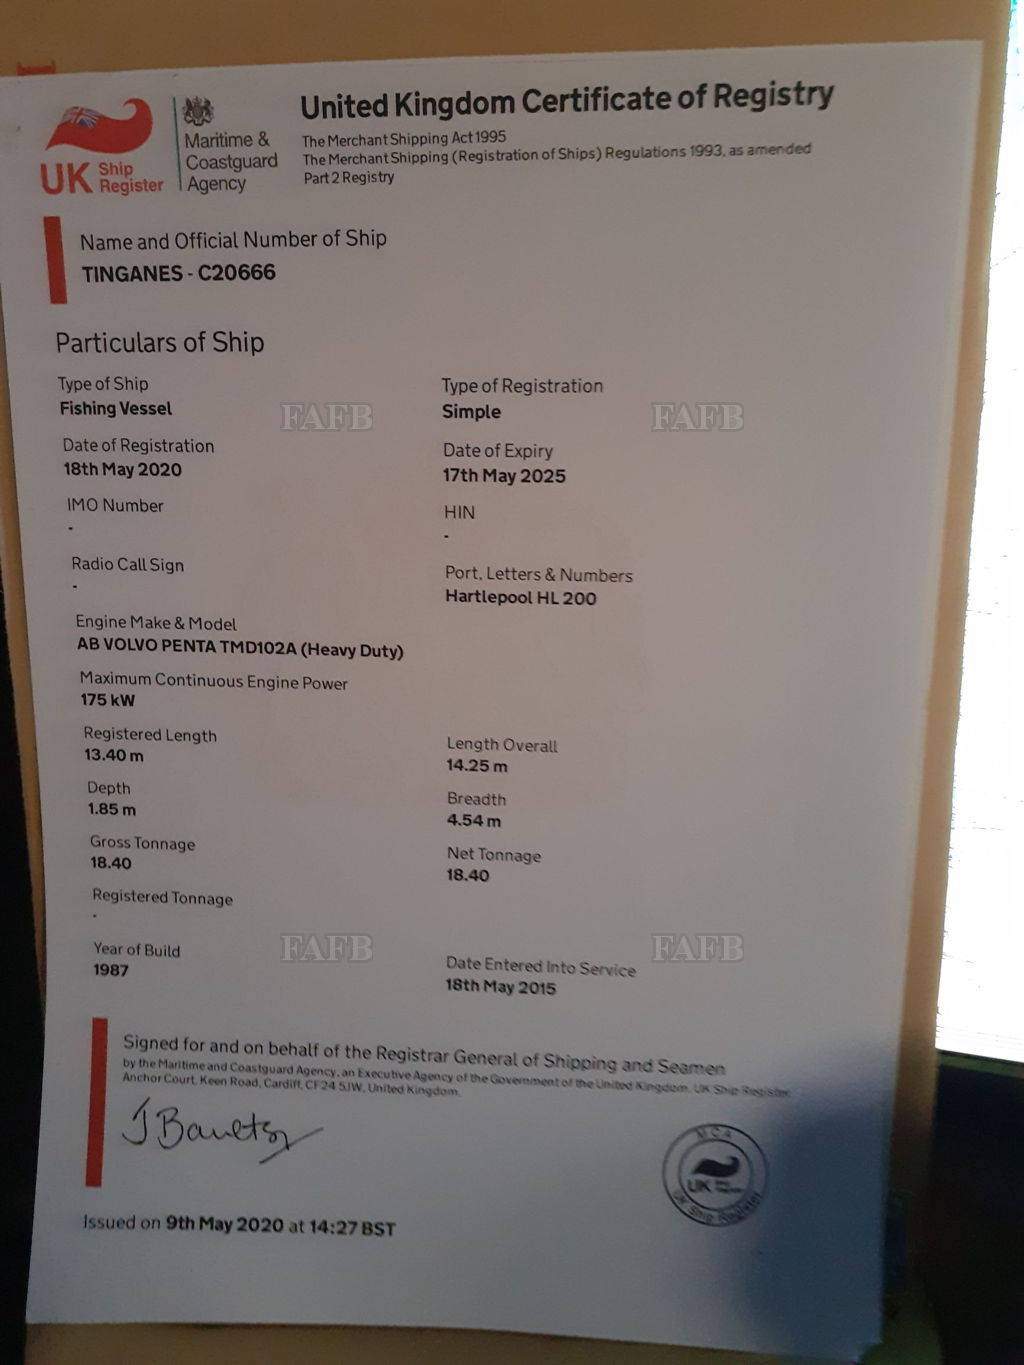 UK Ship Register
Maritime & Coastguard Agency
United Kingdom Certificate of Registry
The Merchant Shipping Act 1995
The Merchant Shipping (Registration of Ships) Regulations 1993, as amended
Part 2 Registry
Name and Official Number of Ship
TINGANES - C20666
Particulars of Ship
Type of Ship
Fishing Vessel
Type of Registration
Simple
FAFB
FAFB
Date of Registration
18th May 2020
Date of Expiry
17th May 2025
IMO Number
-
HIN
-
Radio Call Sign
-
Port, Letters & Numbers
Hartlepool HL 200
Engine Make & Model
AB VOLVO PENTA TMD102A (Heavy Duty)
Maximum Continuous Engine Power
175 kW
Registered Length
13.40 m
Length Overall
14.25 m
Depth
1.85 m
Breadth
4.54 m
Gross Tonnage
18.40
Net Tonnage
18.40
Registered Tonnage
-
FAFB
FAFB
Year of Build
1987
Date Entered Into Service
18th May 2015
Signed for and on behalf of the Registrar General of Shipping and Seamen
by the Maritime and Coastguard Agency, an Executive Agency of the Government of the United Kingdom. UK Ship Register,
Anchor Court, Keen Road, Cardiff, CF24 5JW, United Kingdom.
MCA
UK
UK Ship Register
Issued on 9th May 2020 at 14:27 BST